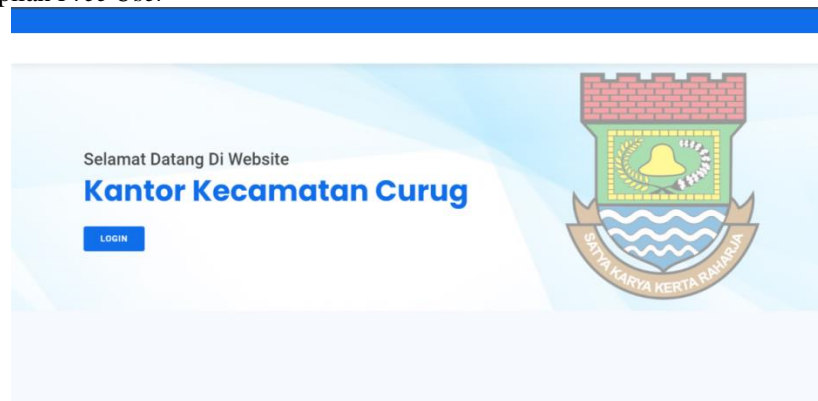 Selamat Datang Di Website
Kantor Kecamatan Curug
LOGIN
SATYA KARYA KERTA RAHARJA